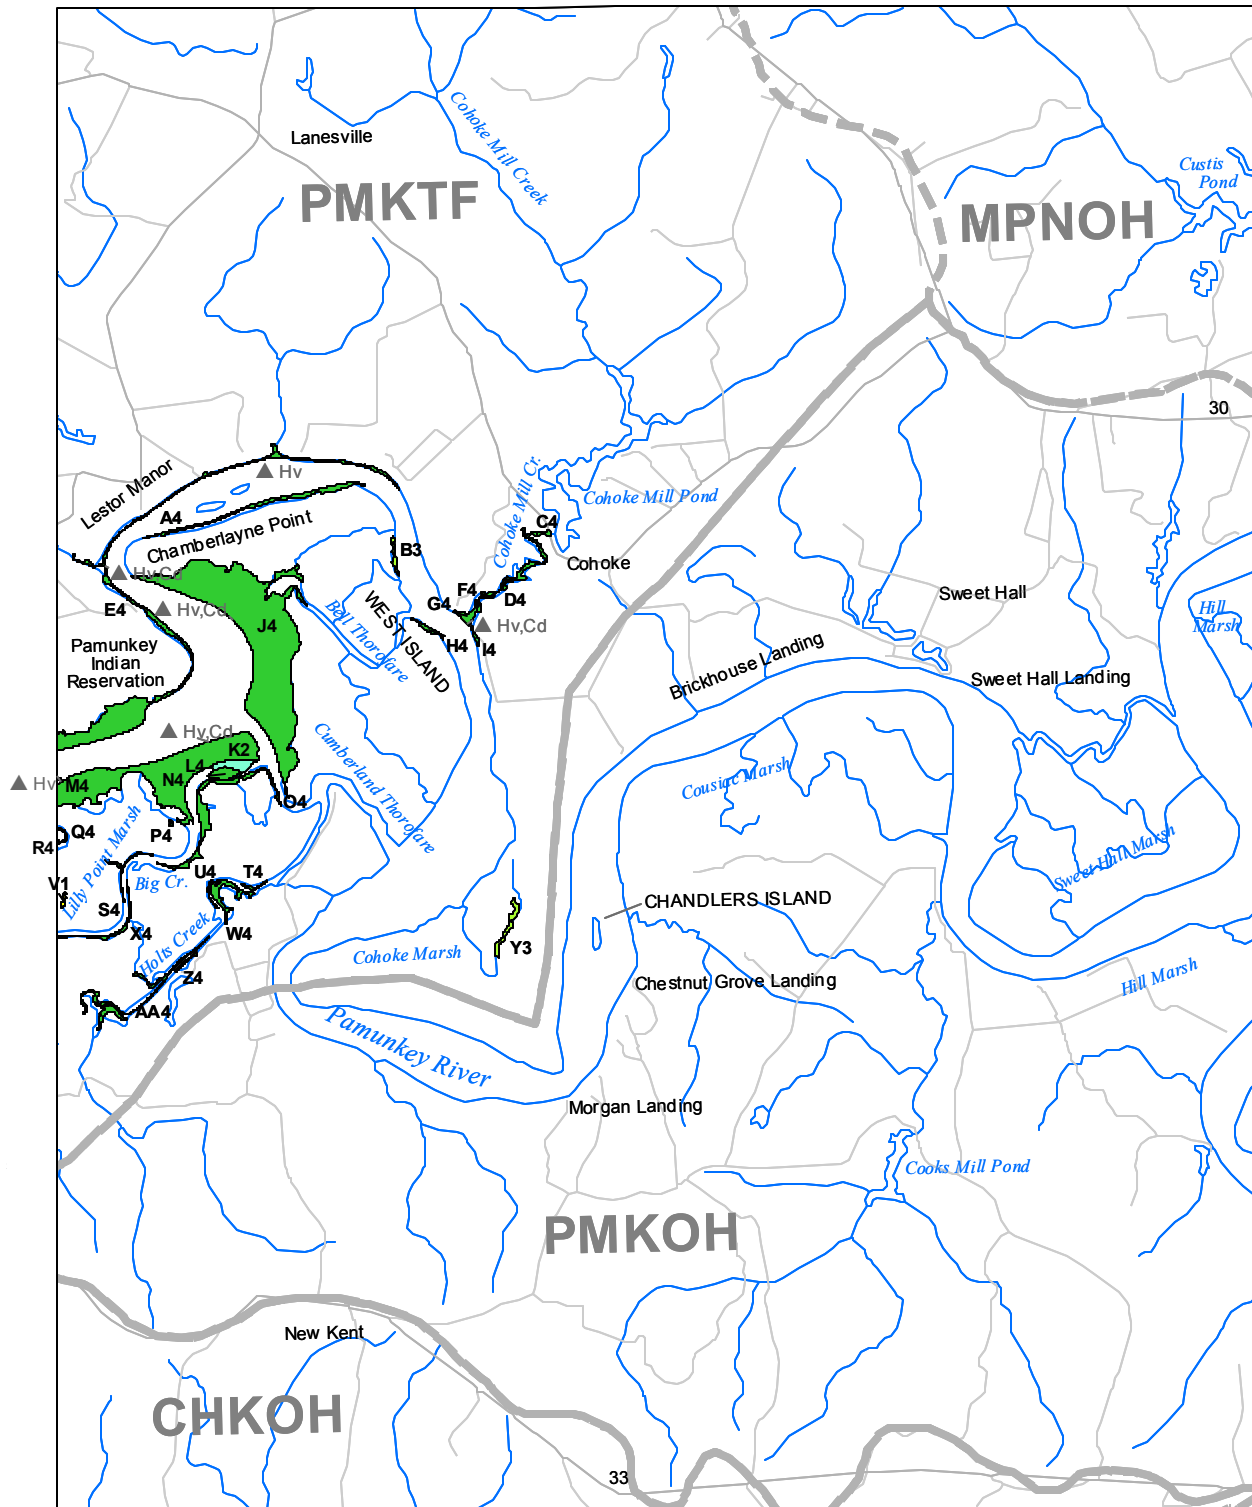 Lanesville
Cohoke Mill Creek
Custis
Pond
PMKTF
MPNOH
30
Lestor Manor
Hv
A4
Chamberlayne Point
Cohoke Mill Cr.
Cohoke Mill Pond
C4
B3
Cohoke
Hv,Cd
E4
Hv,Cd
J4
F4
G4
D4
Hv,Cd
H4
I4
WEST ISLAND
Bell Thorofare
Sweet Hall
Hill
Marsh
Pamunkey
Indian
Reservation
Brickhouse Landing
Sweet Hall Landing
Hv,Cd
K2
L4
N4
Hv
M4
O4
Cumberland Thorofare
Cousiac Marsh
Q4
R4
P4
Lilly Point Marsh
Sweet Hall Marsh
V1
Big Cr.
U4
T4
S4
X4
Holts Creek
W4
CHANDLERS ISLAND
Cohoke Marsh
Y3
Z4
AA4
Chestnut Grove Landing
Hill Marsh
Pamunkey River
Morgan Landing
Cooks Mill Pond
PMKOH
New Kent
CHKOH
33